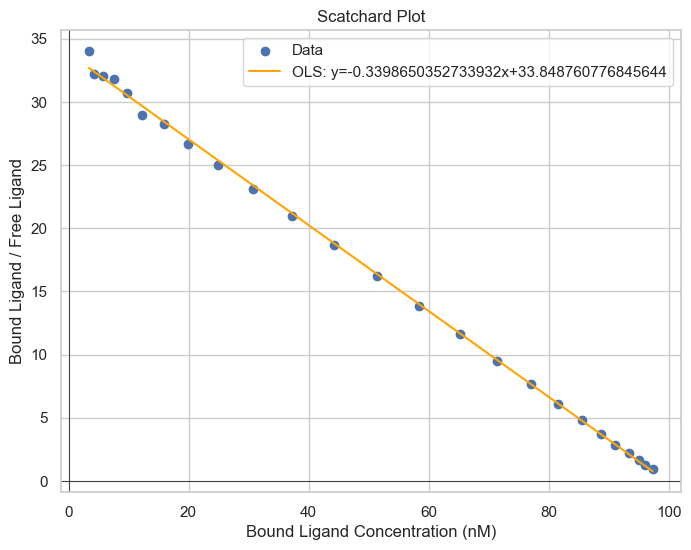 Scatchard Plot
Data
OLS: y=-0.3398650352733932x+33.848760776845644
35
30
25
20
15
10
5
0
Bound Ligand / Free Ligand
0 20 40 60 80 100
Bound Ligand Concentration (nM)